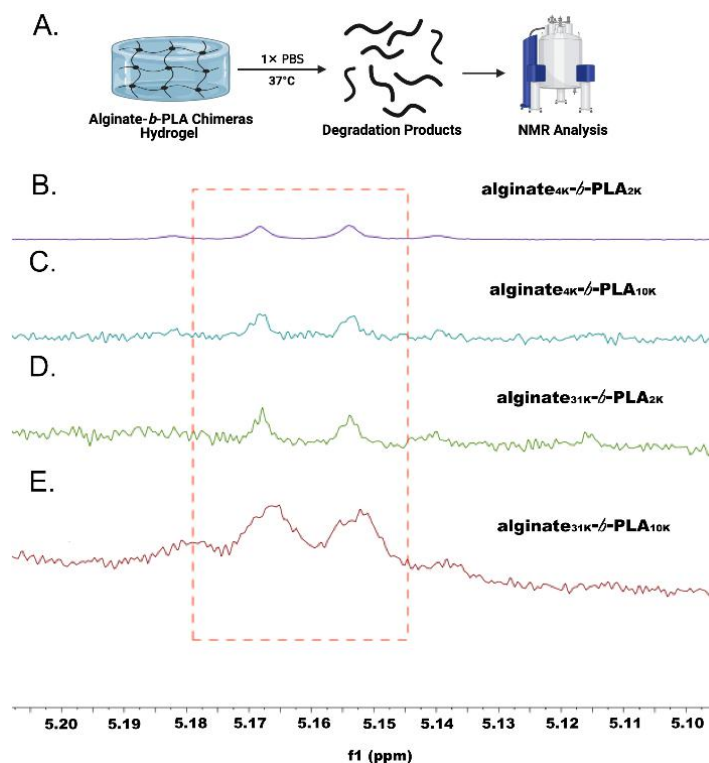 A.
1× PBS
37°C
Alginate-b-PLA Chimeras
Hydrogel
Degradation Products
NMR Analysis
B.
alginate4K-b-PLA2K
C.
alginate4K-b-PLA10K
D.
alginate31K-b-PLA2K
E.
alginate31K-b-PLA10K
5.20 5.19 5.18 5.17 5.16 5.15 5.14 5.13 5.12 5.11 5.10
f1 (ppm)